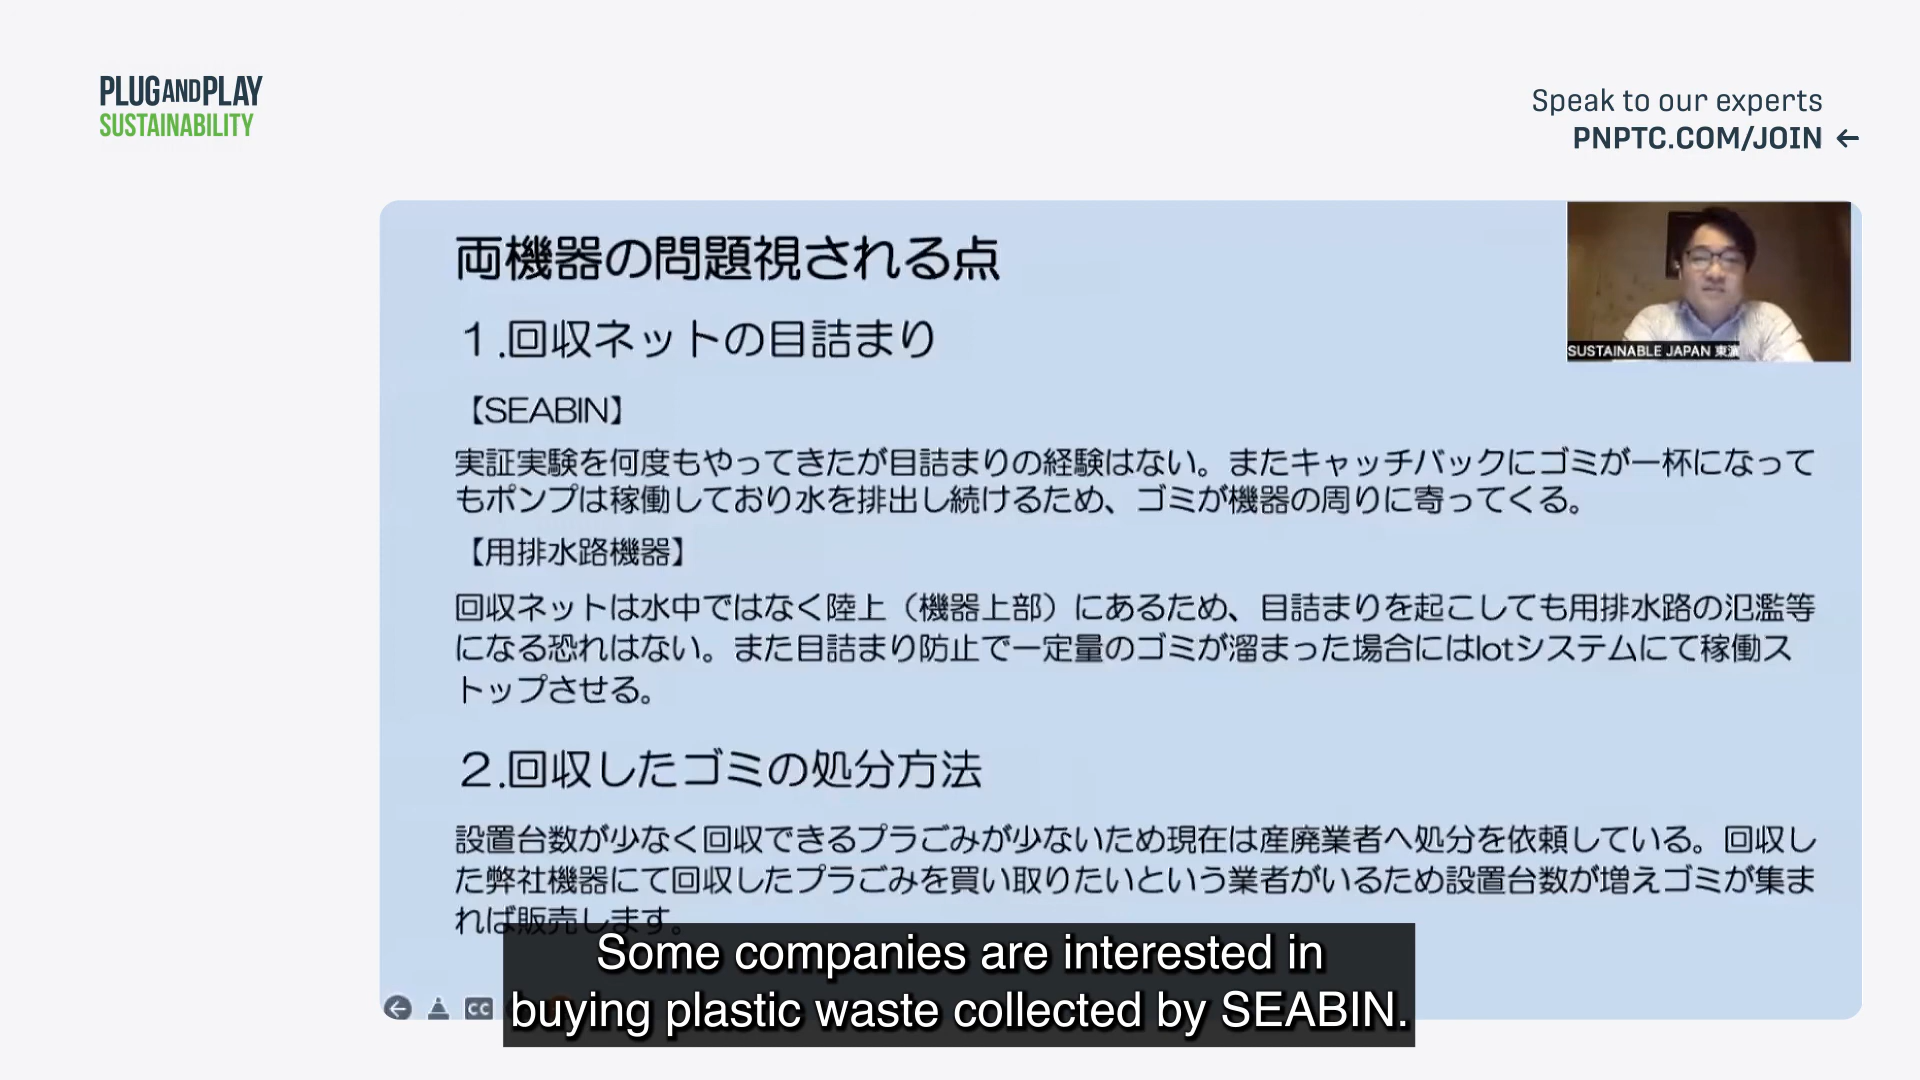 PLUGANDPLAY
SUSTAINABILITY
Speak to our experts
PNPTC.COM/JOIN ←
両機器の問題視される点
１.回収ネットの目詰まり
【SEABIN】
実証実験を何度もやってきたが目詰まりの経験はない。またキャッチバックにゴミが一杯になって
もポンプは稼働しており水を排出し続けるため、ゴミが機器の周りに寄ってくる。
【用排水路機器】
回収ネットは水中ではなく陸上（機器上部）にあるため、目詰まりを起こしても用排水路の氾濫等
になる恐れはない。また目詰まり防止で一定量のゴミが溜まった場合にはIotシステムにて稼働ス
トップさせる。
２.回収したゴミの処分方法
設置台数が少なく回収できるプラごみが少ないため現在は産廃業者へ処分を依頼している。回収し
た弊社機器にて回収したプラごみを買い取りたいという業者がいるため設置台数が増えゴミが集ま
れば販売します。
SUSTAINABLE JAPAN 東濵
CC
Some companies are interested in
buying plastic waste collected by SEABIN.